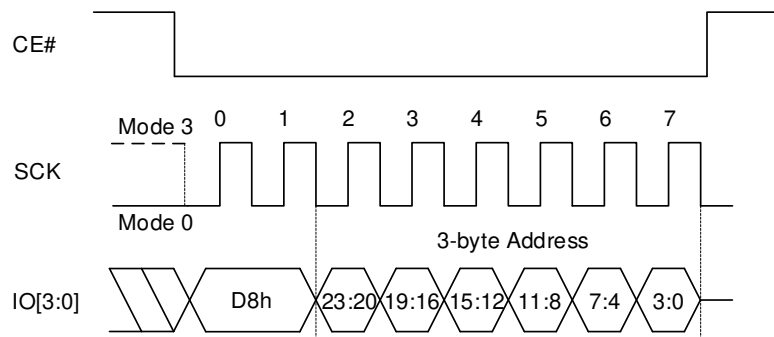 CE#
Mode 3 0 1 2 3 4 5 6 7
SCK
Mode 0
3-byte Address
IO[3:0] D8h 23:20 19:16 15:12 11:8 7:4 3:0